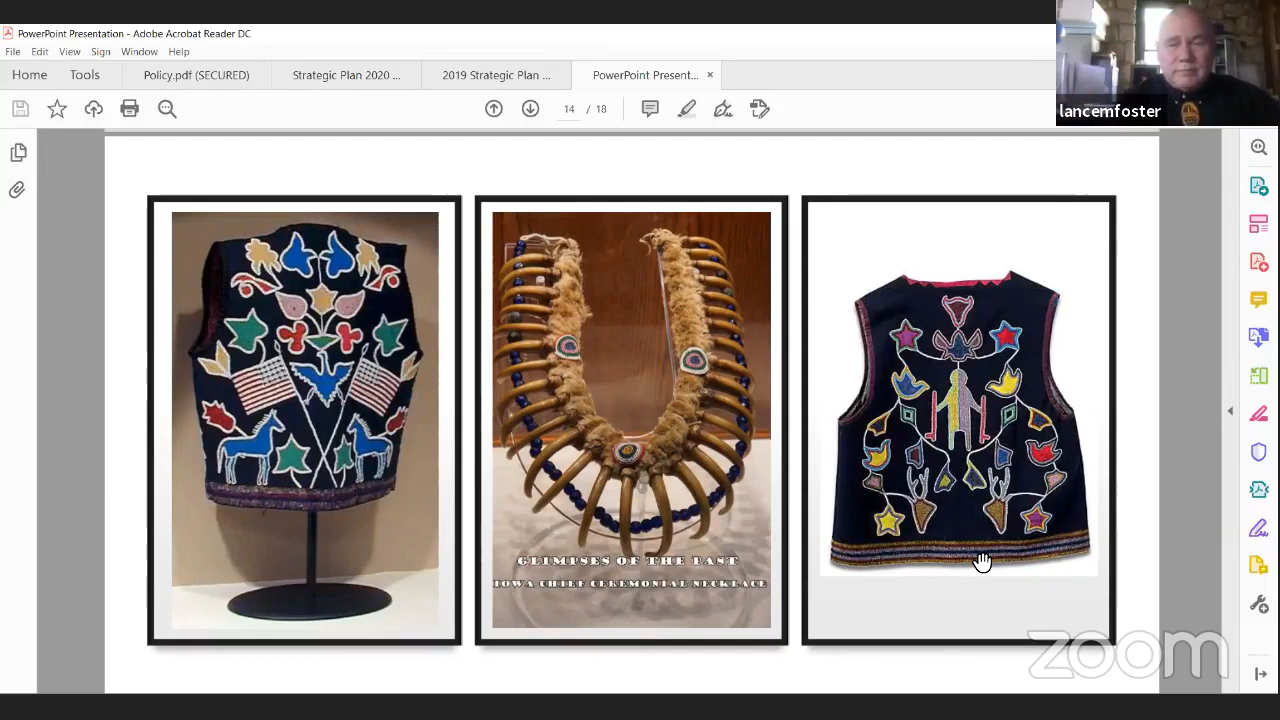 PowerPoint Presentation - Adobe Acrobat Reader DC
File Edit View Sign Window Help
Home Tools Policy.pdf (SECURED) Strategic Plan 2020 ... 2019 Strategic Plan ... PowerPoint Present... ×
14 / 18
lancemfoster
GLIMPSES OF THE PAST
IOWA CHIEF CEREMONIAL NECKLACE
zoom